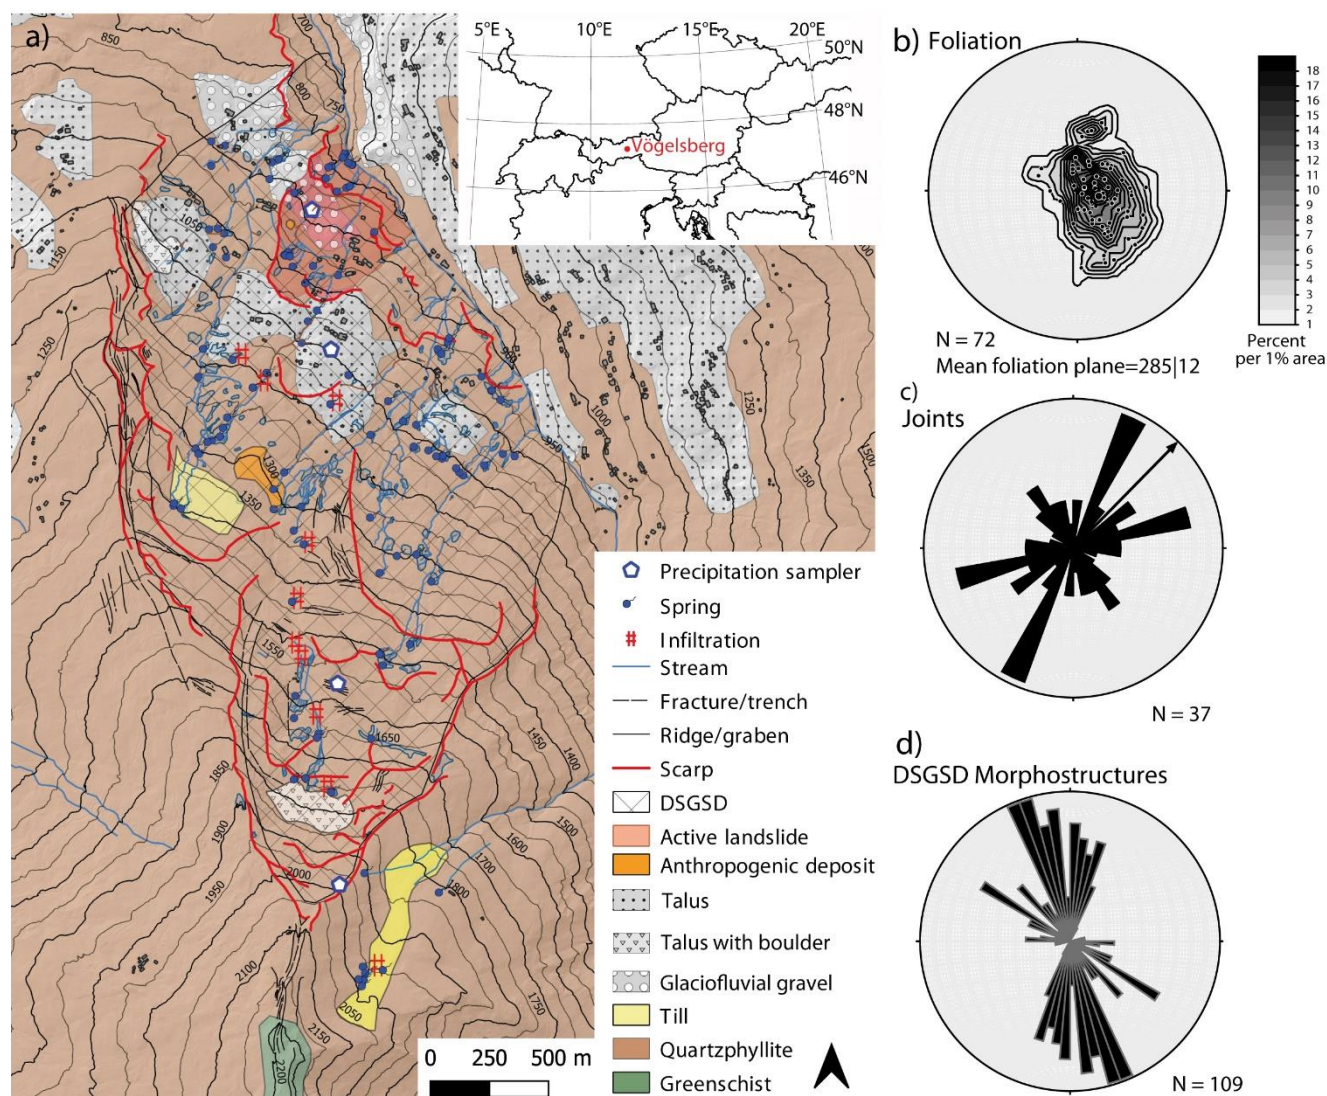 a)
5°E
10°E
15°E
20°E
50°N
48°N
46°N
Vögelsberg
850
700
800
750
1050
1150
1250
900
1000
1250
1500
1350
950
1300
1350
1550
1650
1850
1900
1950
2000
2100
2150
2200
2050
1450
1400
1500
1600
1700
1800
1750
Precipitation sampler
Spring
Infiltration
Stream
Fracture/trench
Ridge/graben
Scarp
DSGSD
Active landslide
Anthropogenic deposit
Talus
Talus with boulder
Glaciofluvial gravel
Till
Quartzphyllite
Greenschist
0 250 500 m
b) Foliation
N = 72
Mean foliation plane=285|12
18
17
16
15
14
13
12
11
10
9
8
7
6
5
4
3
2
1
Percent
per 1% area
c)
Joints
N = 37
d)
DSGSD Morphostructures
N = 109